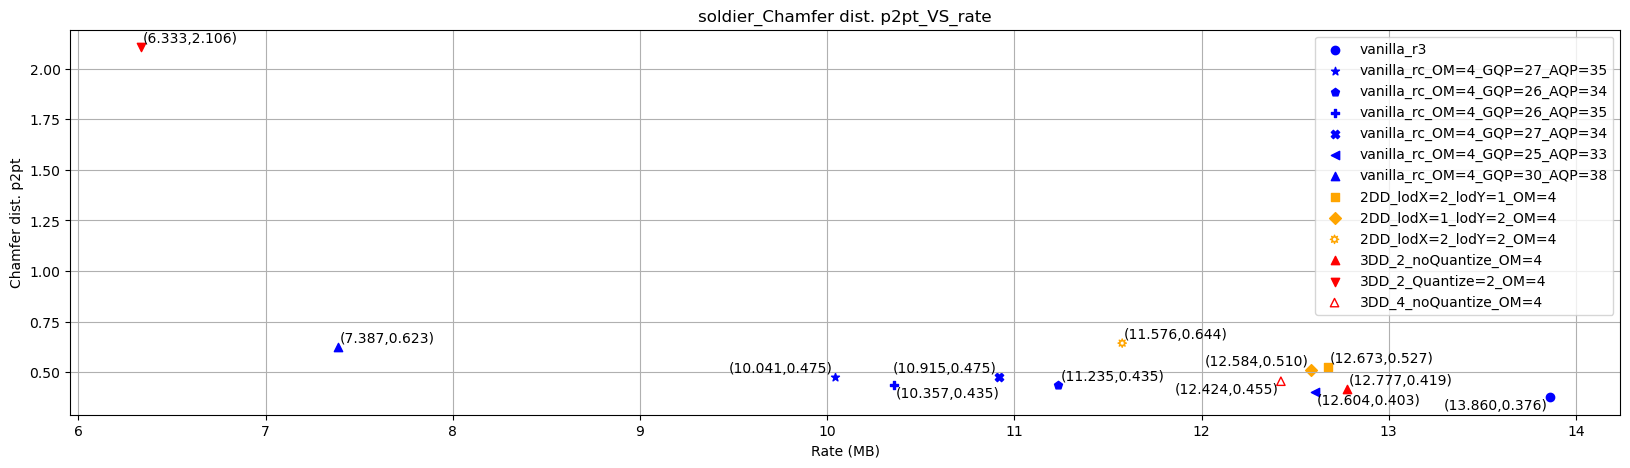 soldier_Chamfer dist. p2pt_VS_rate
(6.333,2.106)
vanilla_r3
vanilla_rc_OM=4_GQP=27_AQP=35
vanilla_rc_OM=4_GQP=26_AQP=34
vanilla_rc_OM=4_GQP=26_AQP=35
vanilla_rc_OM=4_GQP=27_AQP=34
vanilla_rc_OM=4_GQP=25_AQP=33
vanilla_rc_OM=4_GQP=30_AQP=38
2DD_lodX=2_lodY=1_OM=4
2DD_lodX=1_lodY=2_OM=4
2DD_lodX=2_lodY=2_OM=4
3DD_2_noQuantize_OM=4
3DD_2_Quantize=2_OM=4
3DD_4_noQuantize_OM=4
2.00
1.75
1.50
1.25
1.00
0.75
0.50
Chamfer dist. p2pt
(7.387,0.623)
(11.576,0.644)
(10.041,0.475)
(10.915,0.475)
(12.584,0.510)
(12.673,0.527)
(11.235,0.435)
(10.357,0.435)
(12.424,0.455)
(12.777,0.419)
(12.604,0.403)
(13.860,0.376)
6
7
8
9
10
11
12
13
14
Rate (MB)